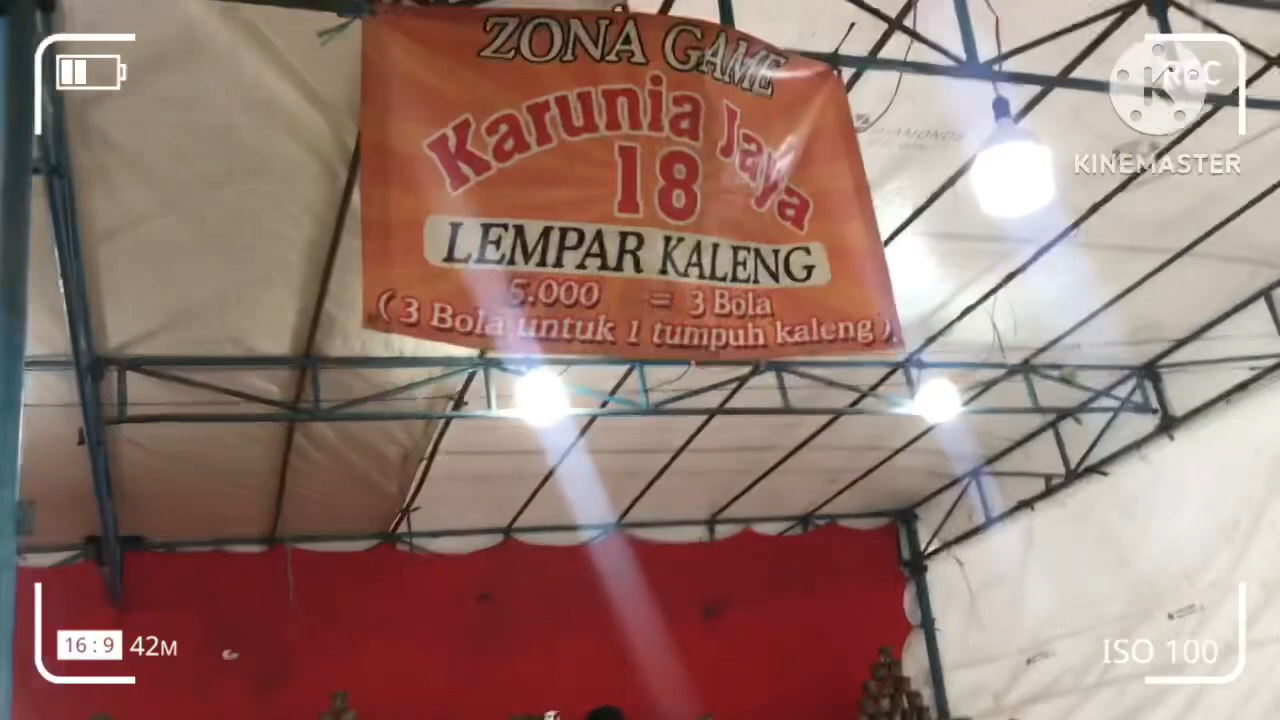 ZONA GAME
Karunia Jaya
18
LEMPAR KALENG
5.000 = 3 Bola
( 3 Bola untuk 1 tumpuh kaleng )
REC
K
KINEMASTER
16:9 42M
ISO 100